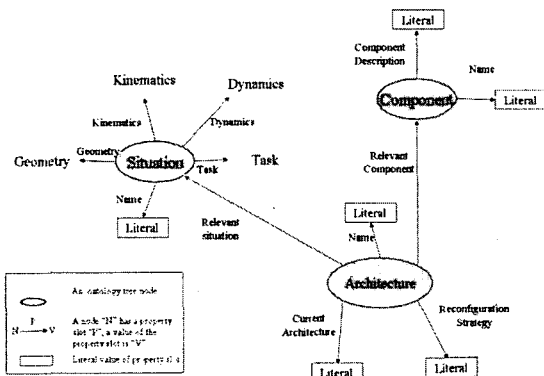 Literal
Component
Description
Name
Literal
Component
Kinematics
Dynamics
Kinematics
Dynamics
Geometry
Geometry
Situation
Task
Task
Name
Literal
Relevant
Component
Relevant
situation
Literal
Name
Architecture
Current
Architecture
Reconfiguration
Strategy
Literal
Literal
An ontology tree node
P
N V
A node "N" has a property
slot "P", a value of the
property slot is "V"
Literal value of property slot